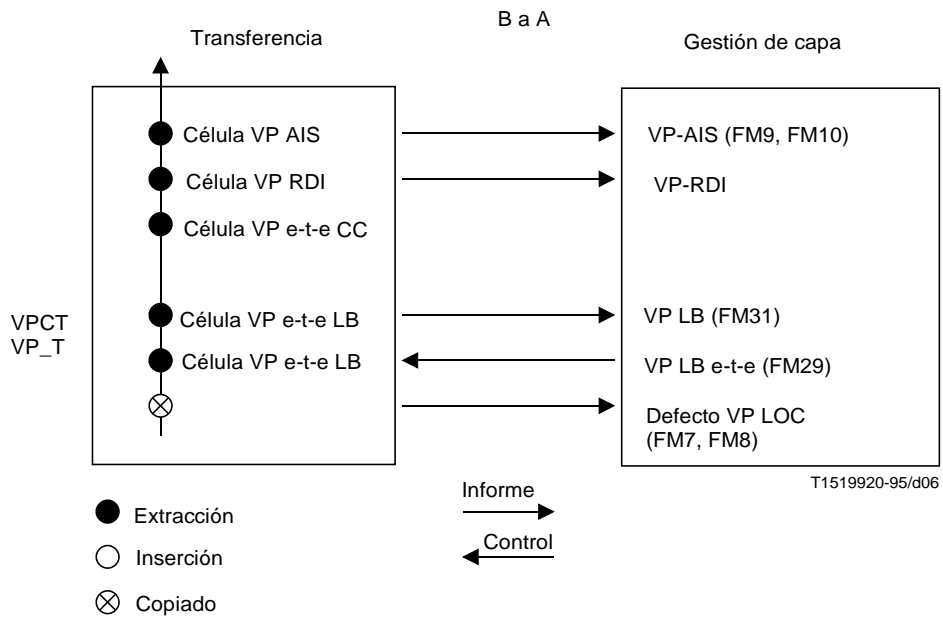 B a A
Transferencia
Gestión de capa
Célula VP AIS
VP-AIS (FM9, FM10)
Célula VP RDI
VP-RDI
Célula VP e-t-e CC
VPCT
VP_T
Célula VP e-t-e LB
VP LB (FM31)
Célula VP e-t-e LB
VP LB e-t-e (FM29)
Defecto VP LOC
(FM7, FM8)
T1519920-95/d06
Extracción
Inserción
Copiado
Informe
Control